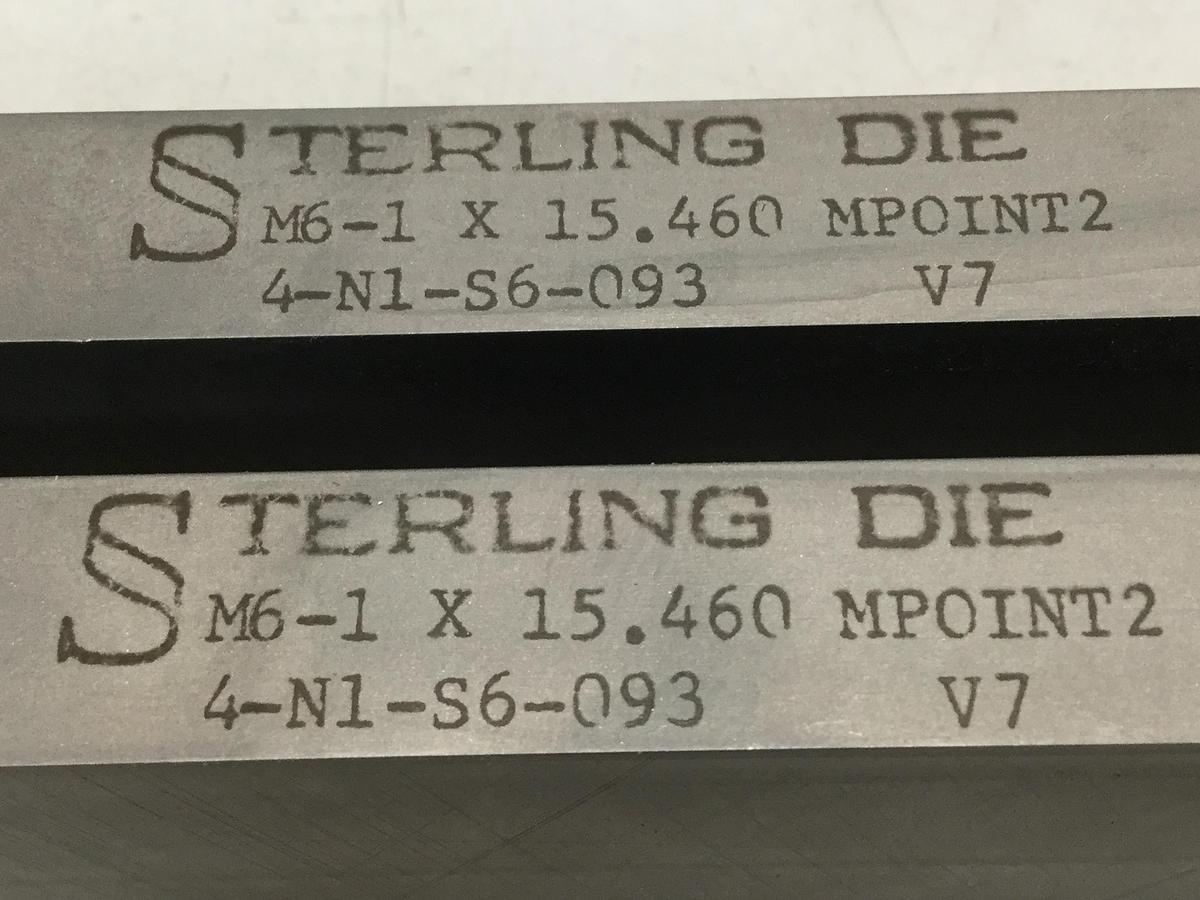 STERLING DIE
M6-1 X 15.460 MPOINT2
4-N1-S6-093 V7
STERLING DIE
M6-1 X 15.460 MPOINT2
4-N1-S6-093 V7